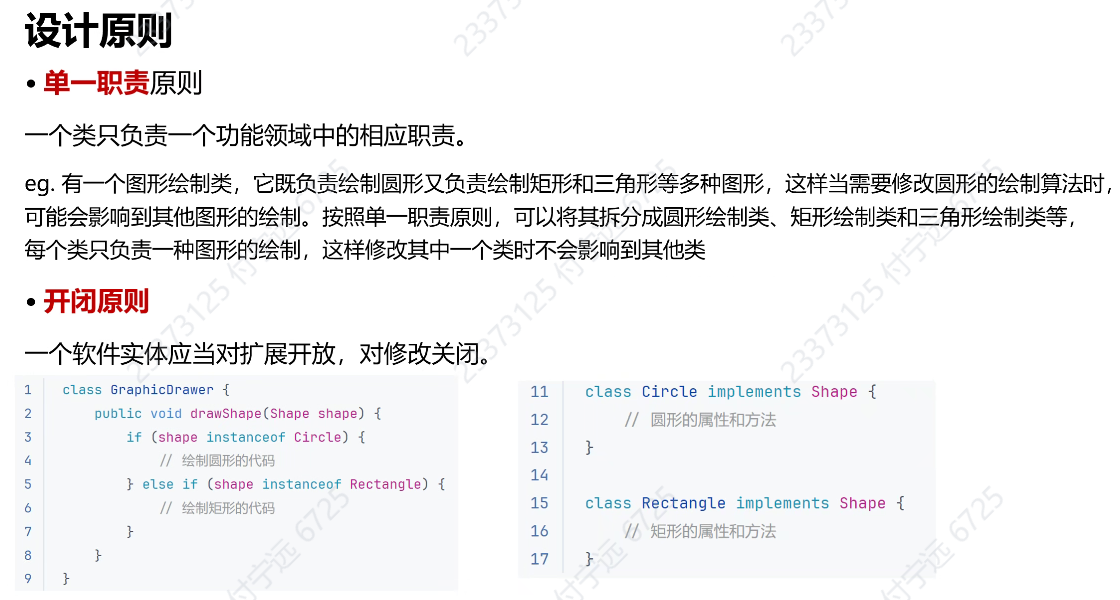 设计原则
• 单一职责原则
一个类只负责一个功能领域中的相应职责。
eg. 有一个图形绘制类，它既负责绘制圆形又负责绘制矩形和三角形等多种图形，这样当需要修改圆形的绘制算法时，
可能会影响到其他图形的绘制。按照单一职责原则，可以将其拆分成圆形绘制类、矩形绘制类和三角形绘制类等，
每个类只负责一种图形的绘制，这样修改其中一个类时不会影响到其他类
• 开闭原则
一个软件实体应当对扩展开放，对修改关闭。
1 class GraphicDrawer {
2 public void drawShape(Shape shape) {
3 if (shape instanceof Circle) {
4 // 绘制圆形的代码
5 } else if (shape instanceof Rectangle) {
6 // 绘制矩形的代码
7 }
8 }
9 }
11 class Circle implements Shape {
12 // 圆形的属性和方法
13 }
14
15 class Rectangle implements Shape {
16 // 矩形的属性和方法
17 }
23373125 付宁远 6725
23373125 付宁远 6725
23373125 付宁远 6725